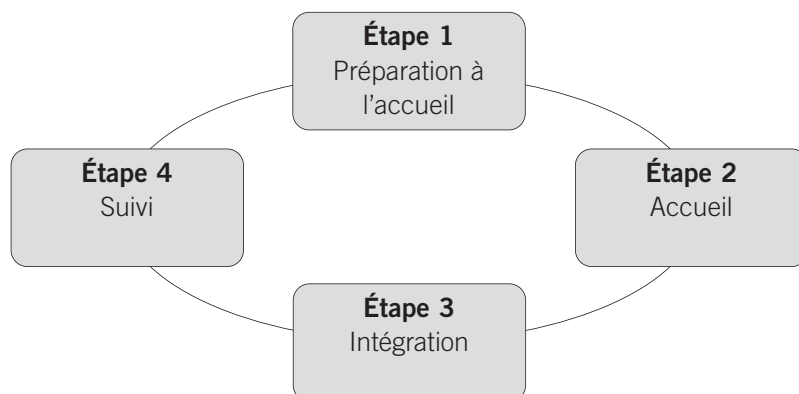 Étape 1
Préparation à
l’accueil
Étape 4
Suivi
Étape 2
Accueil
Étape 3
Intégration